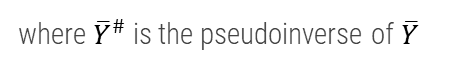 where Y̅# is the pseudoinverse of Y̅